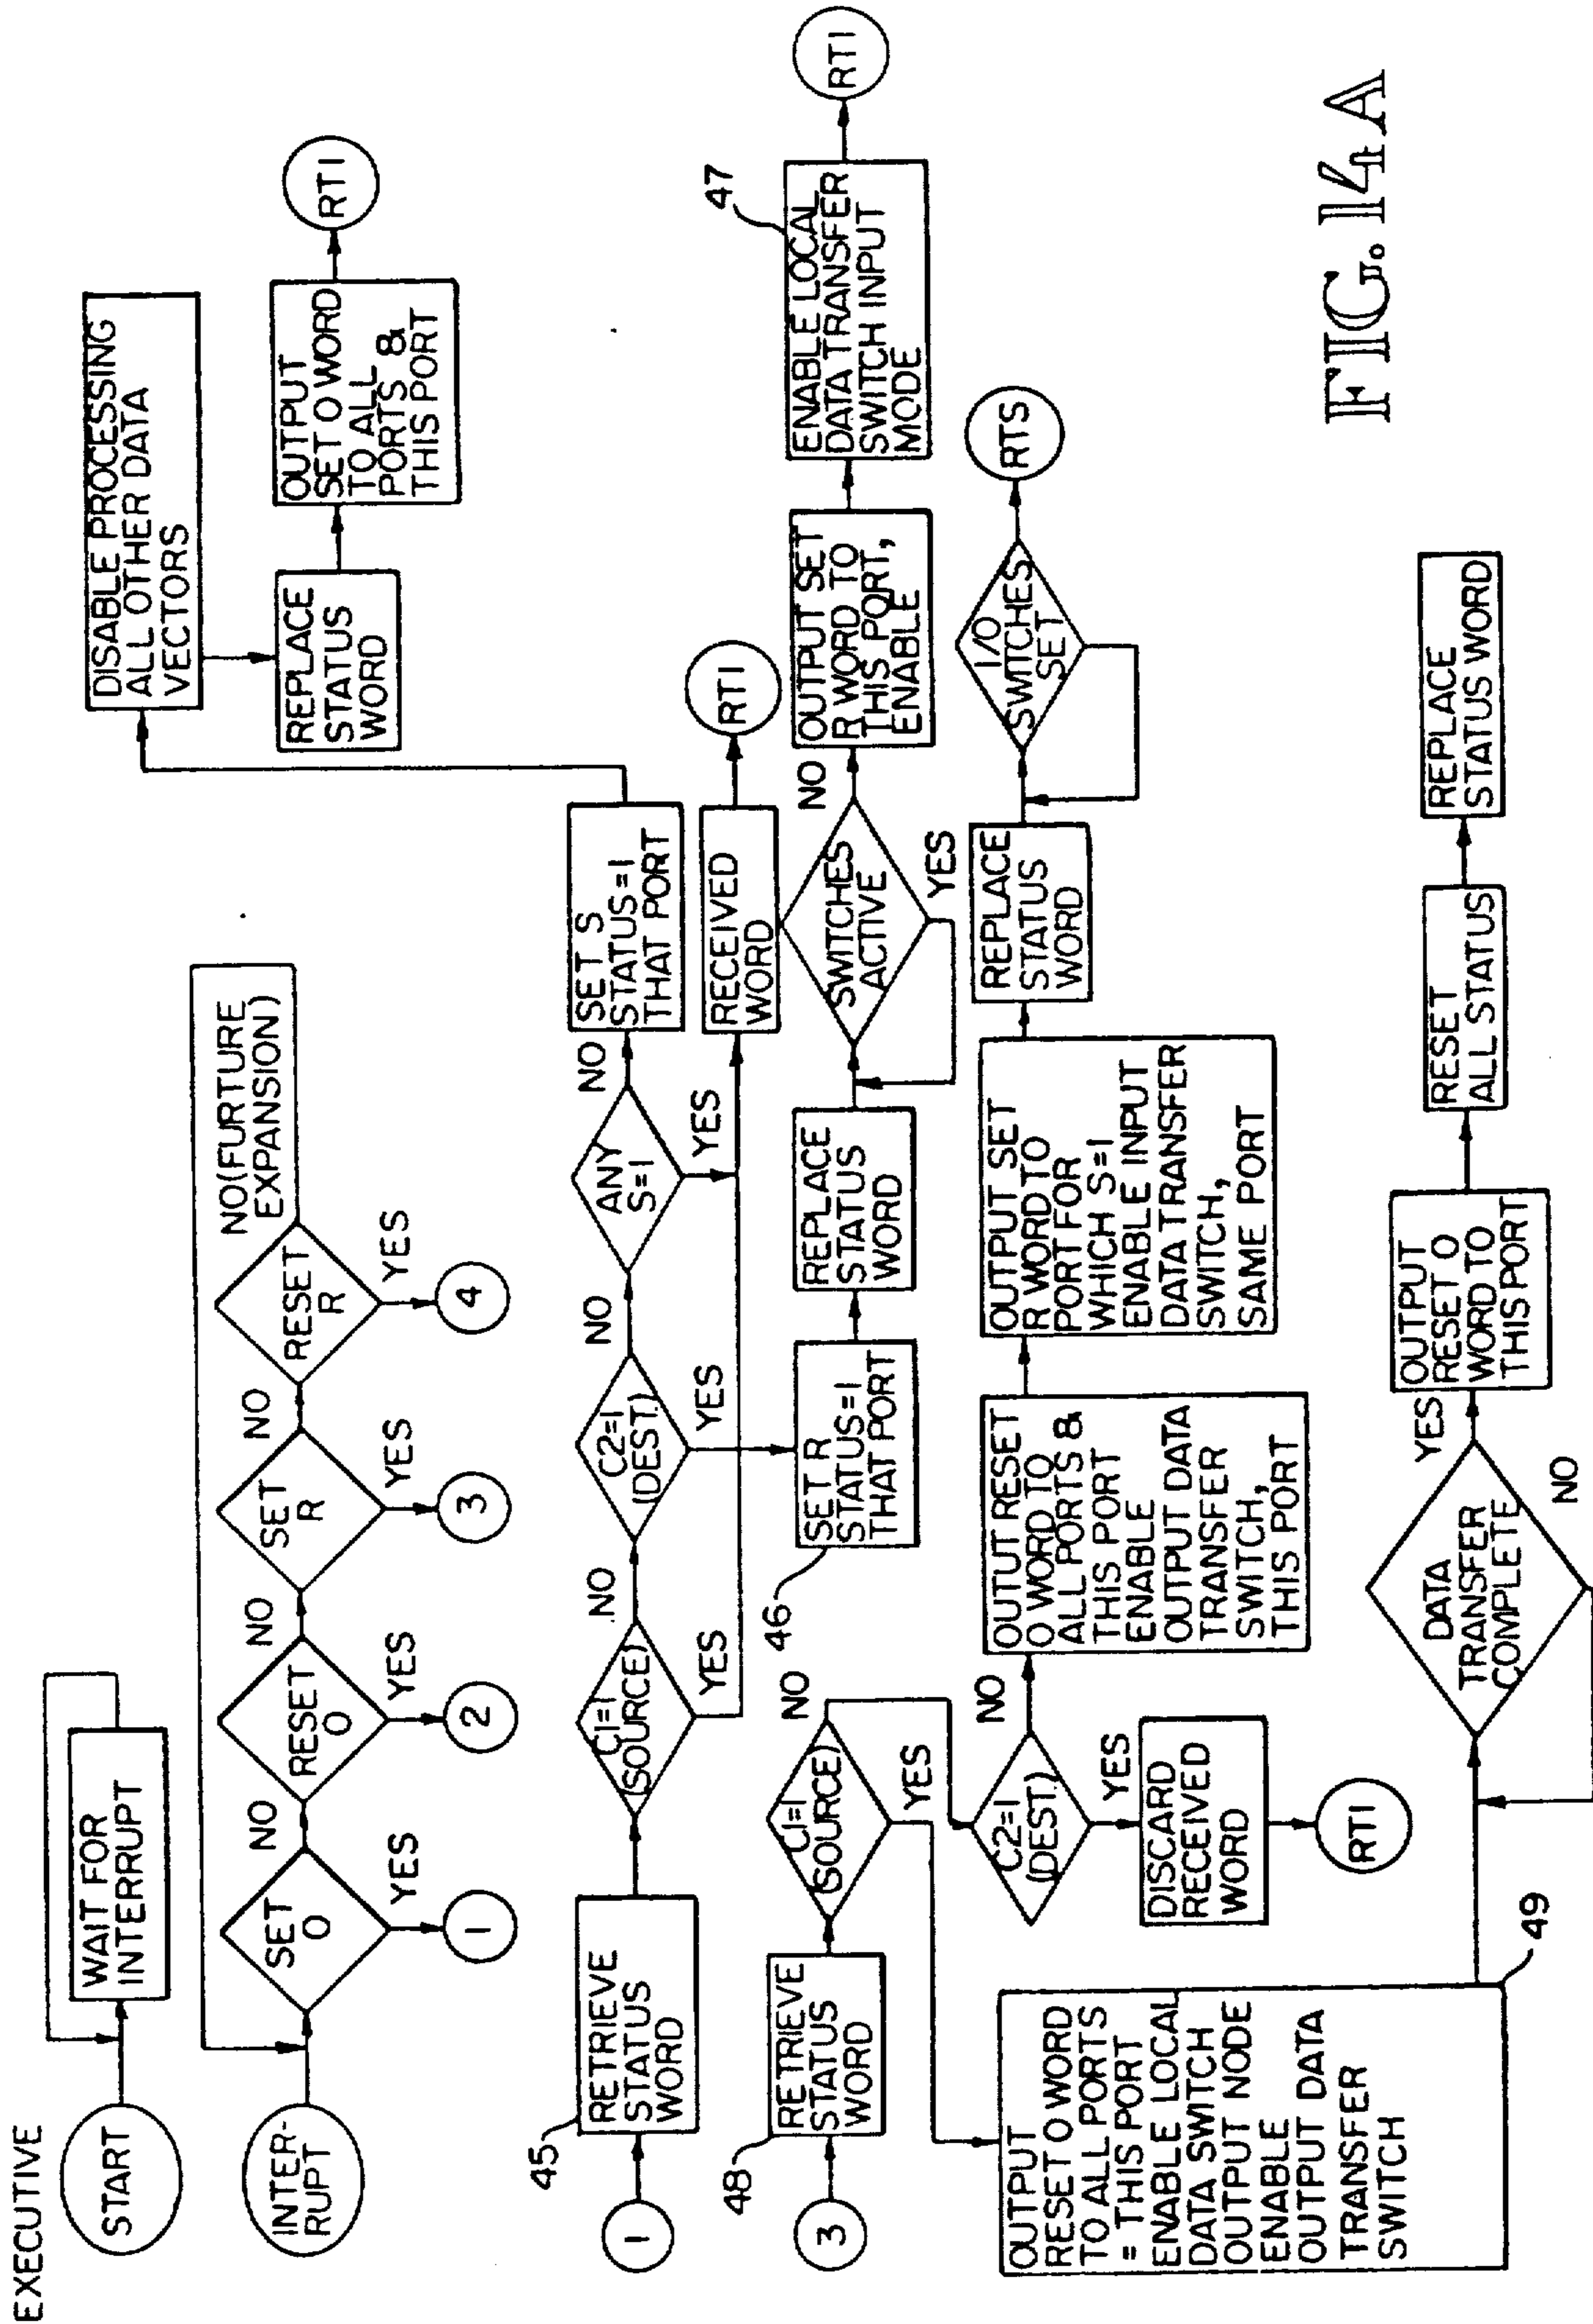 EXECUTIVE
START
WAIT FOR
INTERRUPT
INTER-
RUPT
SET
O
NO
YES
1
RESET
O
NO
YES
2
SET
R
NO
YES
3
RESET
R
NO(FURTURE
EXPANSION)
YES
4
1
45
RETRIEVE
STATUS
WORD
C1=1
(SOURCE)
NO
YES
C2=1
(DEST.)
NO
YES
ANY
S=1
NO
YES
SET S
STATUS=1
THAT PORT
DISABLE PROCESSING
ALL OTHER DATA
VECTORS
REPLACE
STATUS
WORD
OUTPUT
SET O WORD
TO ALL
PORTS &
THIS PORT
RTI
RECEIVED
WORD
RTI
46
SET R
STATUS=1
THAT PORT
REPLACE
STATUS
WORD
SWITCHES
ACTIVE
NO
YES
OUTPUT SET
R WORD TO
THIS PORT,
ENABLE
47
ENABLE LOCAL
DATA TRANSFER
SWITCH INPUT
MODE
RTI
3
48
RETRIEVE
STATUS
WORD
C1=1
(SOURCE)
NO
YES
C2=1
(DEST.)
NO
YES
DISCARD
RECEIVED
WORD
RTI
OUTUT RESET
O WORD TO
ALL PORTS &
THIS PORT
ENABLE
OUTPUT DATA
TRANSFER
SWITCH,
THIS PORT
OUTPUT SET
R WORD TO
PORT FOR
WHICH S=1
ENABLE INPUT
DATA TRANSFER
SWITCH,
SAME PORT
REPLACE
STATUS
WORD
I/O
SWITCHES
SET
RTS
OUTPUT
RESET O WORD
TO ALL PORTS
= THIS PORT
ENABLE LOCAL
DATA SWITCH
OUTPUT NODE
ENABLE
OUTPUT DATA
TRANSFER
SWITCH
49
DATA
TRANSFER
COMPLETE
YES
NO
OUTPUT
RESET O
WORD TO
THIS PORT
RESET
ALL STATUS
REPLACE
STATUS WORD
FIG. 14A